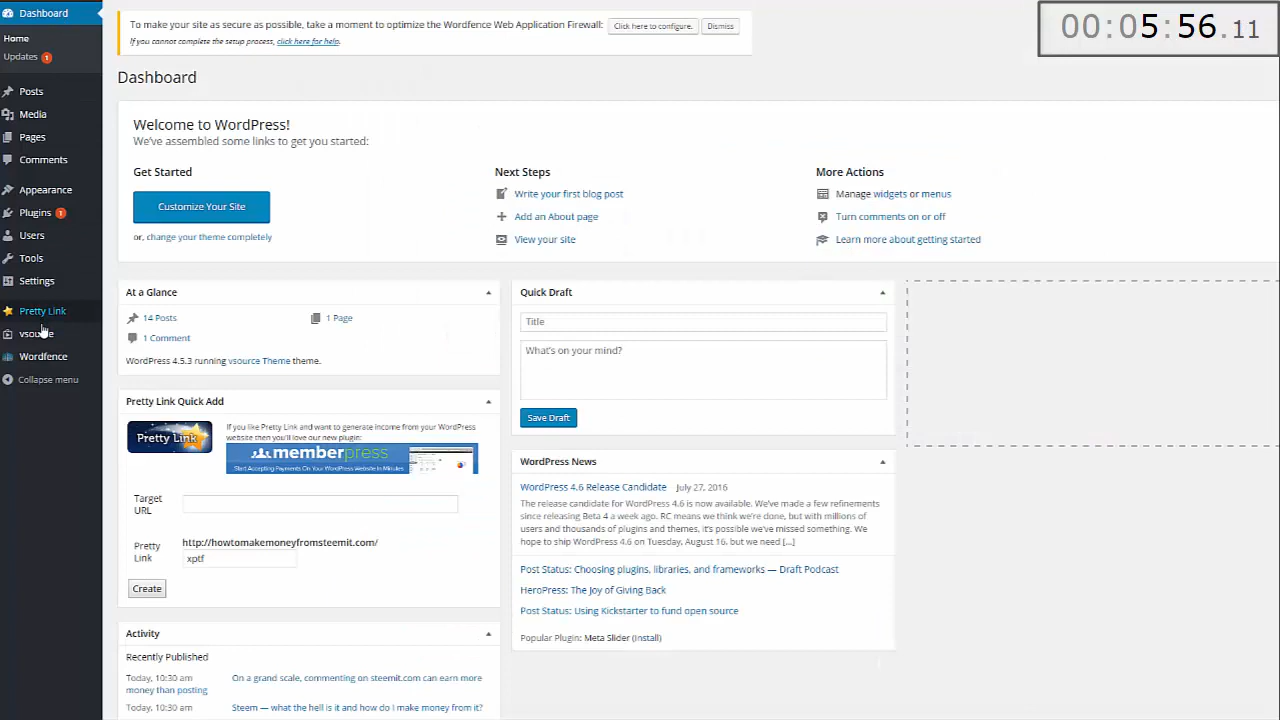 Dashboard
Home
Updates 1
Posts
Media
Pages
Comments
Appearance
Plugins 1
Users
Tools
Settings
Pretty Link
vsource
Wordfence
Collapse menu
To make your site as secure as possible, take a moment to optimize the Wordfence Web Application Firewall: Click here to configure. Dismiss
If you cannot complete the setup process, click here for help.
00:05:56.11
Dashboard
Welcome to WordPress!
We've assembled some links to get you started:
Get Started
Customize Your Site
or, change your theme completely
Next Steps
Write your first blog post
Add an About page
View your site
More Actions
Manage widgets or menus
Turn comments on or off
Learn more about getting started
At a Glance
14 Posts
1 Page
1 Comment
WordPress 4.5.3 running vsource Theme theme.
Pretty Link Quick Add
Pretty Link
If you like Pretty Link and want to generate income from your WordPress
website then you'll love our new plugin:
memberpress
Start Accepting Payments On Your WordPress Website In Minutes
Target
URL
Pretty
Link
http://howtomakemoneyfromsteemit.com/
xptf
Create
Activity
Recently Published
Today, 10:30 am On a grand scale, commenting on steemit.com can earn more
money than posting
Today, 10:30 am Steem — what the hell is it and how do I make money from it?
Quick Draft
Title
What's on your mind?
Save Draft
WordPress News
WordPress 4.6 Release Candidate July 27, 2016
The release candidate for WordPress 4.6 is now available. We've made a few refinements
since releasing Beta 4 a week ago. RC means we think we're done, but with millions of
users and thousands of plugins and themes, it's possible we've missed something. We
hope to ship WordPress 4.6 on Tuesday, August 16, but we need [...]
Post Status: Choosing plugins, libraries, and frameworks — Draft Podcast
HeroPress: The Joy of Giving Back
Post Status: Using Kickstarter to fund open source
Popular Plugin: Meta Slider (Install)